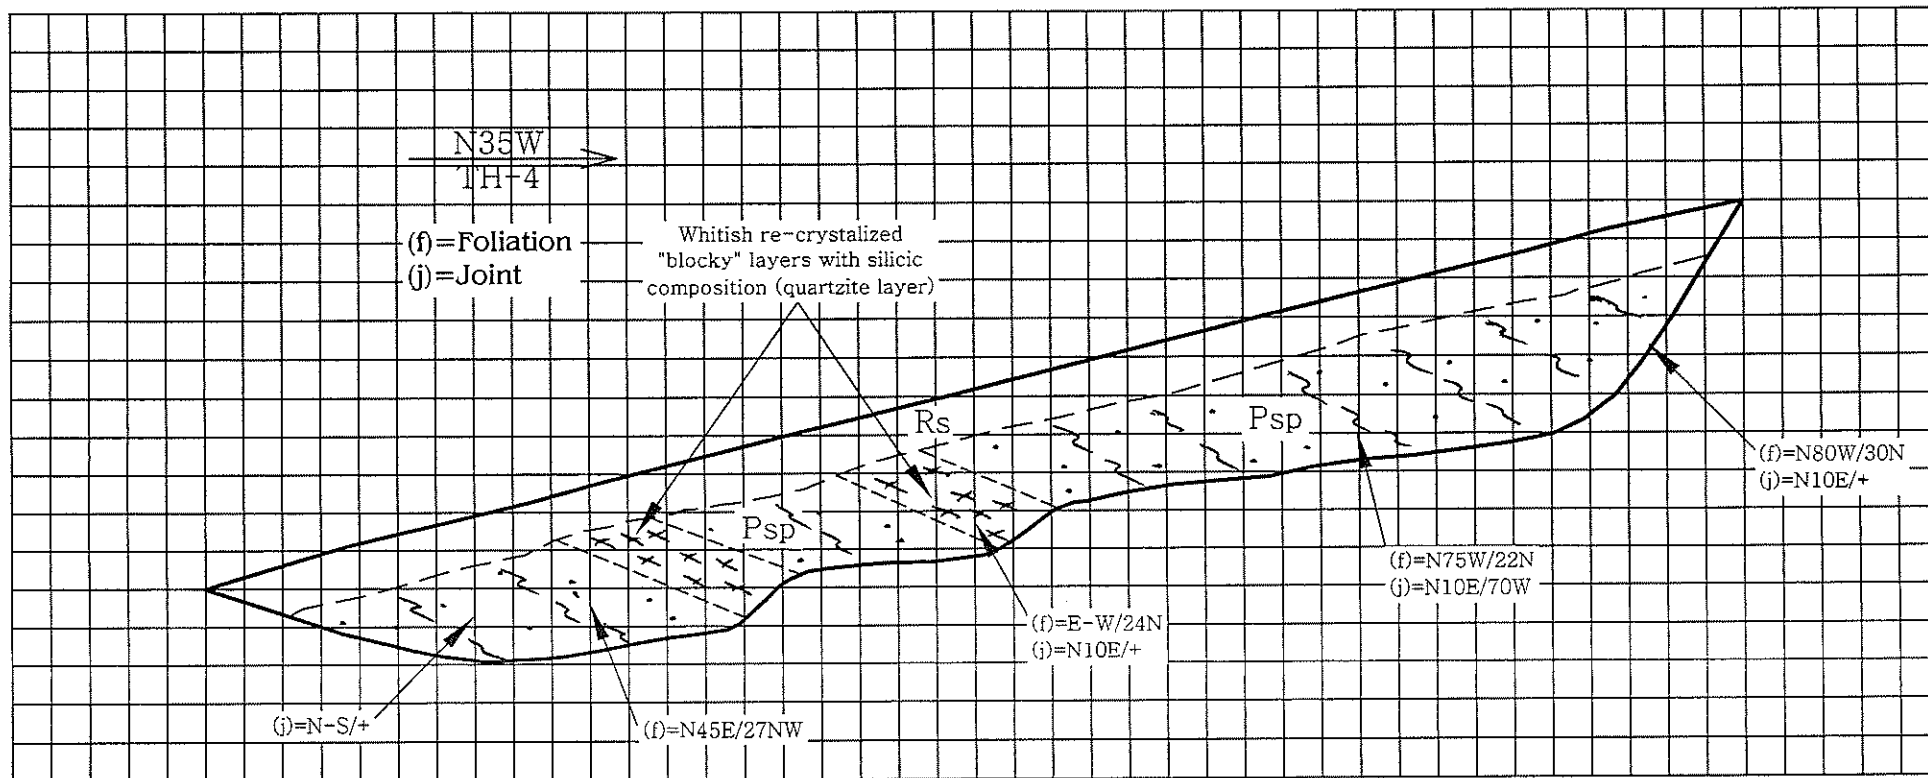 N35W
TH-4
(f)=Foliation
(j)=Joint
Whitish re-crystalized
"blocky" layers with silicic
composition (quartzite layer)
Rs
Psp
Psp
(f)=N80W/30N
(j)=N10E/+
(f)=N75W/22N
(j)=N10E/70W
(f)=E-W/24N
(j)=N10E/+
(j)=N-S/+
(f)=N45E/27NW